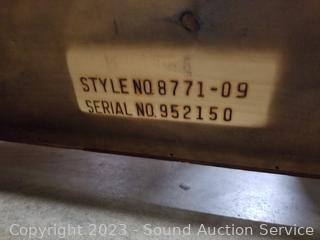 STYLE NO. 8771-09
SERIAL NO. 952150
Copyright © 2023 - Sound Auction Service